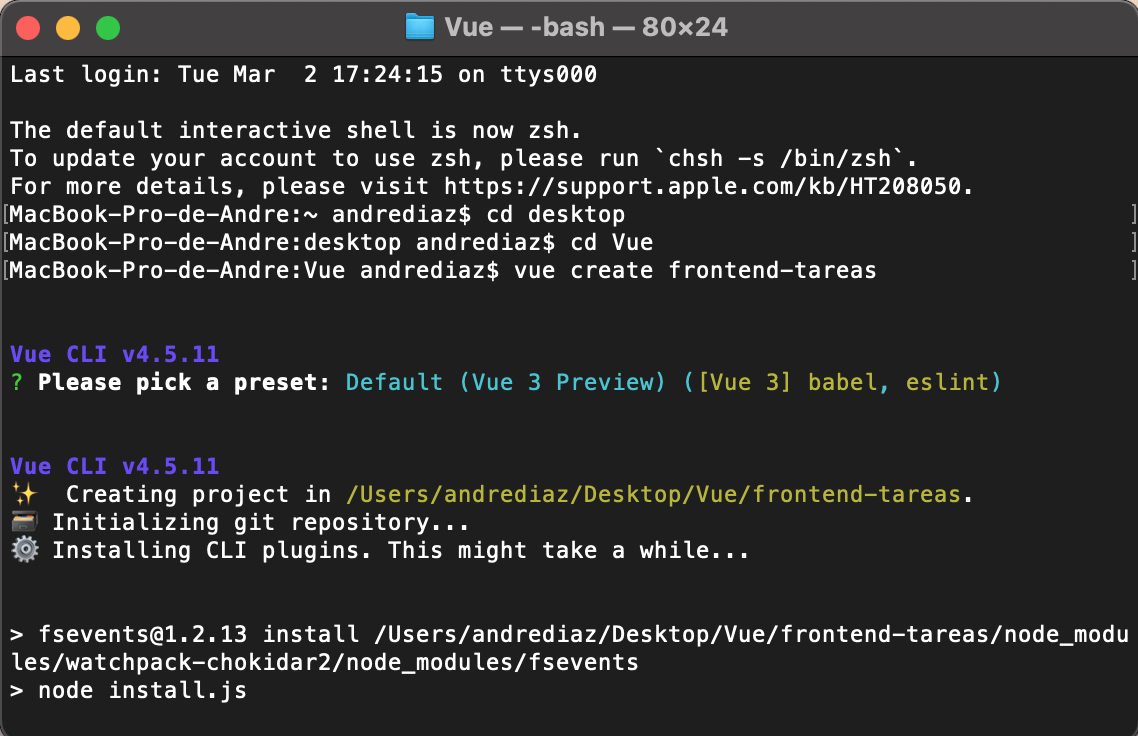 Vue — -bash — 80×24
Last login: Tue Mar  2 17:24:15 on ttys000
The default interactive shell is now zsh.
To update your account to use zsh, please run `chsh -s /bin/zsh`.
For more details, please visit https://support.apple.com/kb/HT208050.
[MacBook-Pro-de-Andre:~ andrediaz$ cd desktop ]
[MacBook-Pro-de-Andre:desktop andrediaz$ cd Vue ]
[MacBook-Pro-de-Andre:Vue andrediaz$ vue create frontend-tareas ]
Vue CLI v4.5.11
? Please pick a preset: Default (Vue 3 Preview) ([Vue 3] babel, eslint)
Vue CLI v4.5.11
✨  Creating project in /Users/andrediaz/Desktop/Vue/frontend-tareas.
🗃 Initializing git repository...
⚙️ Installing CLI plugins. This might take a while...
> fsevents@1.2.13 install /Users/andrediaz/Desktop/Vue/frontend-tareas/node_modu
les/watchpack-chokidar2/node_modules/fsevents
> node install.js